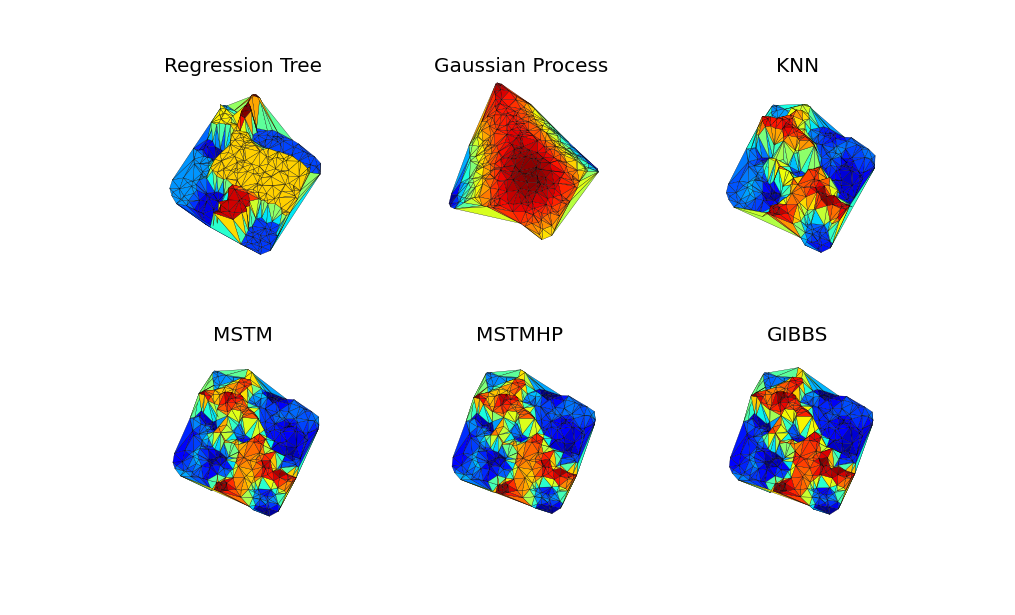 Regression Tree
Gaussian Process
KNN
MSTM
MSTMHP
GIBBS